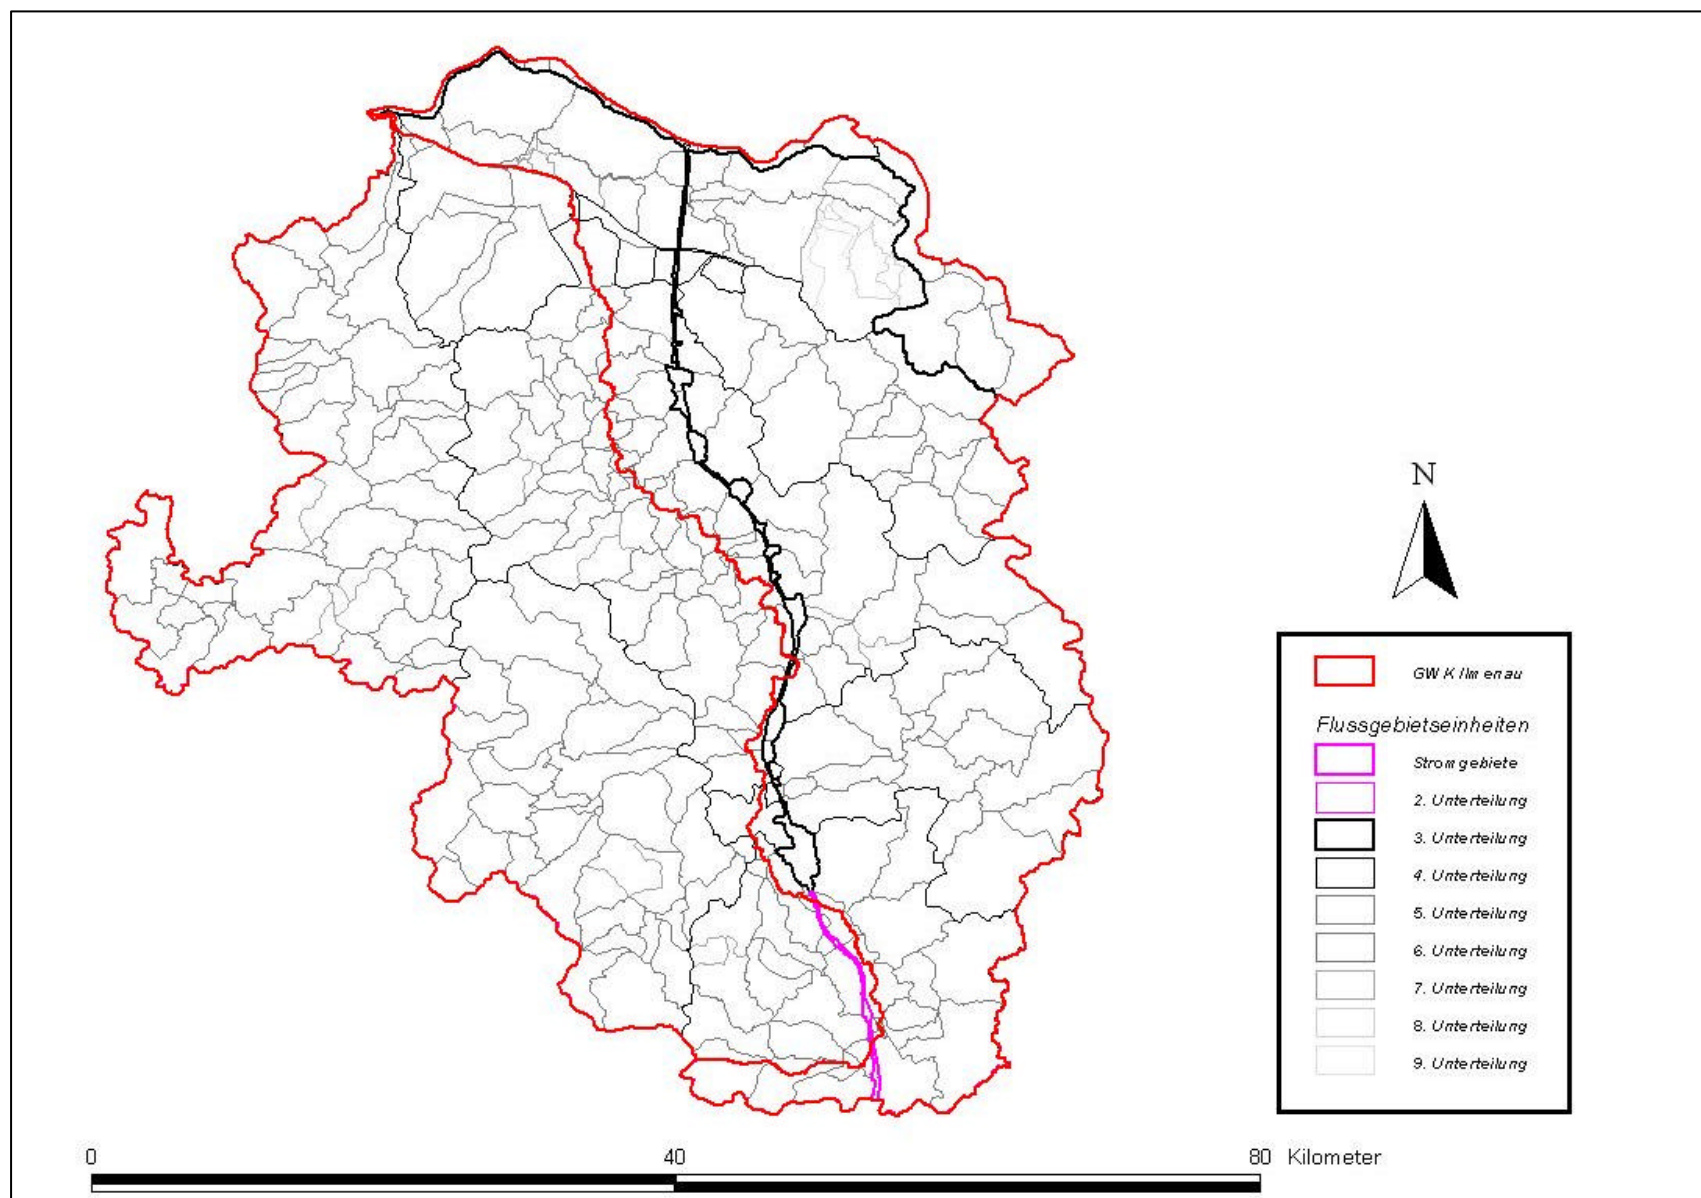 N
GWK Ilmenau
Flussgebietseinheiten
Stromgebiete
2. Unterteilung
3. Unterteilung
4. Unterteilung
5. Unterteilung
6. Unterteilung
7. Unterteilung
8. Unterteilung
9. Unterteilung
0 40 80 Kilometer